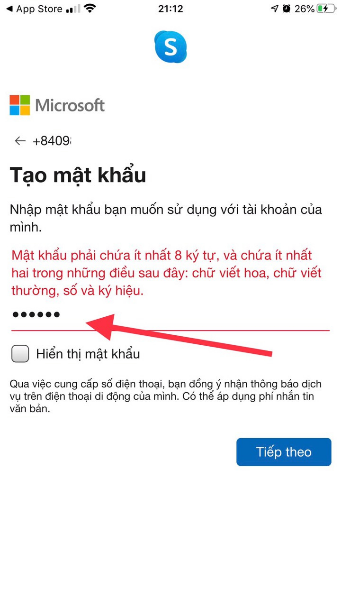 App Store
21:12
26%
S
Microsoft
+8409
Tạo mật khẩu
Nhập mật khẩu bạn muốn sử dụng với tài khoản của
mình.
Mật khẩu phải chứa ít nhất 8 ký tự, và chứa ít nhất
hai trong những điều sau đây: chữ viết hoa, chữ viết
thường, số và ký hiệu.
••••••
Hiển thị mật khẩu
Qua việc cung cấp số điện thoại, bạn đồng ý nhận thông báo dịch
vụ trên điện thoại di động của mình. Có thể áp dụng phí nhắn tin
văn bản.
Tiếp theo